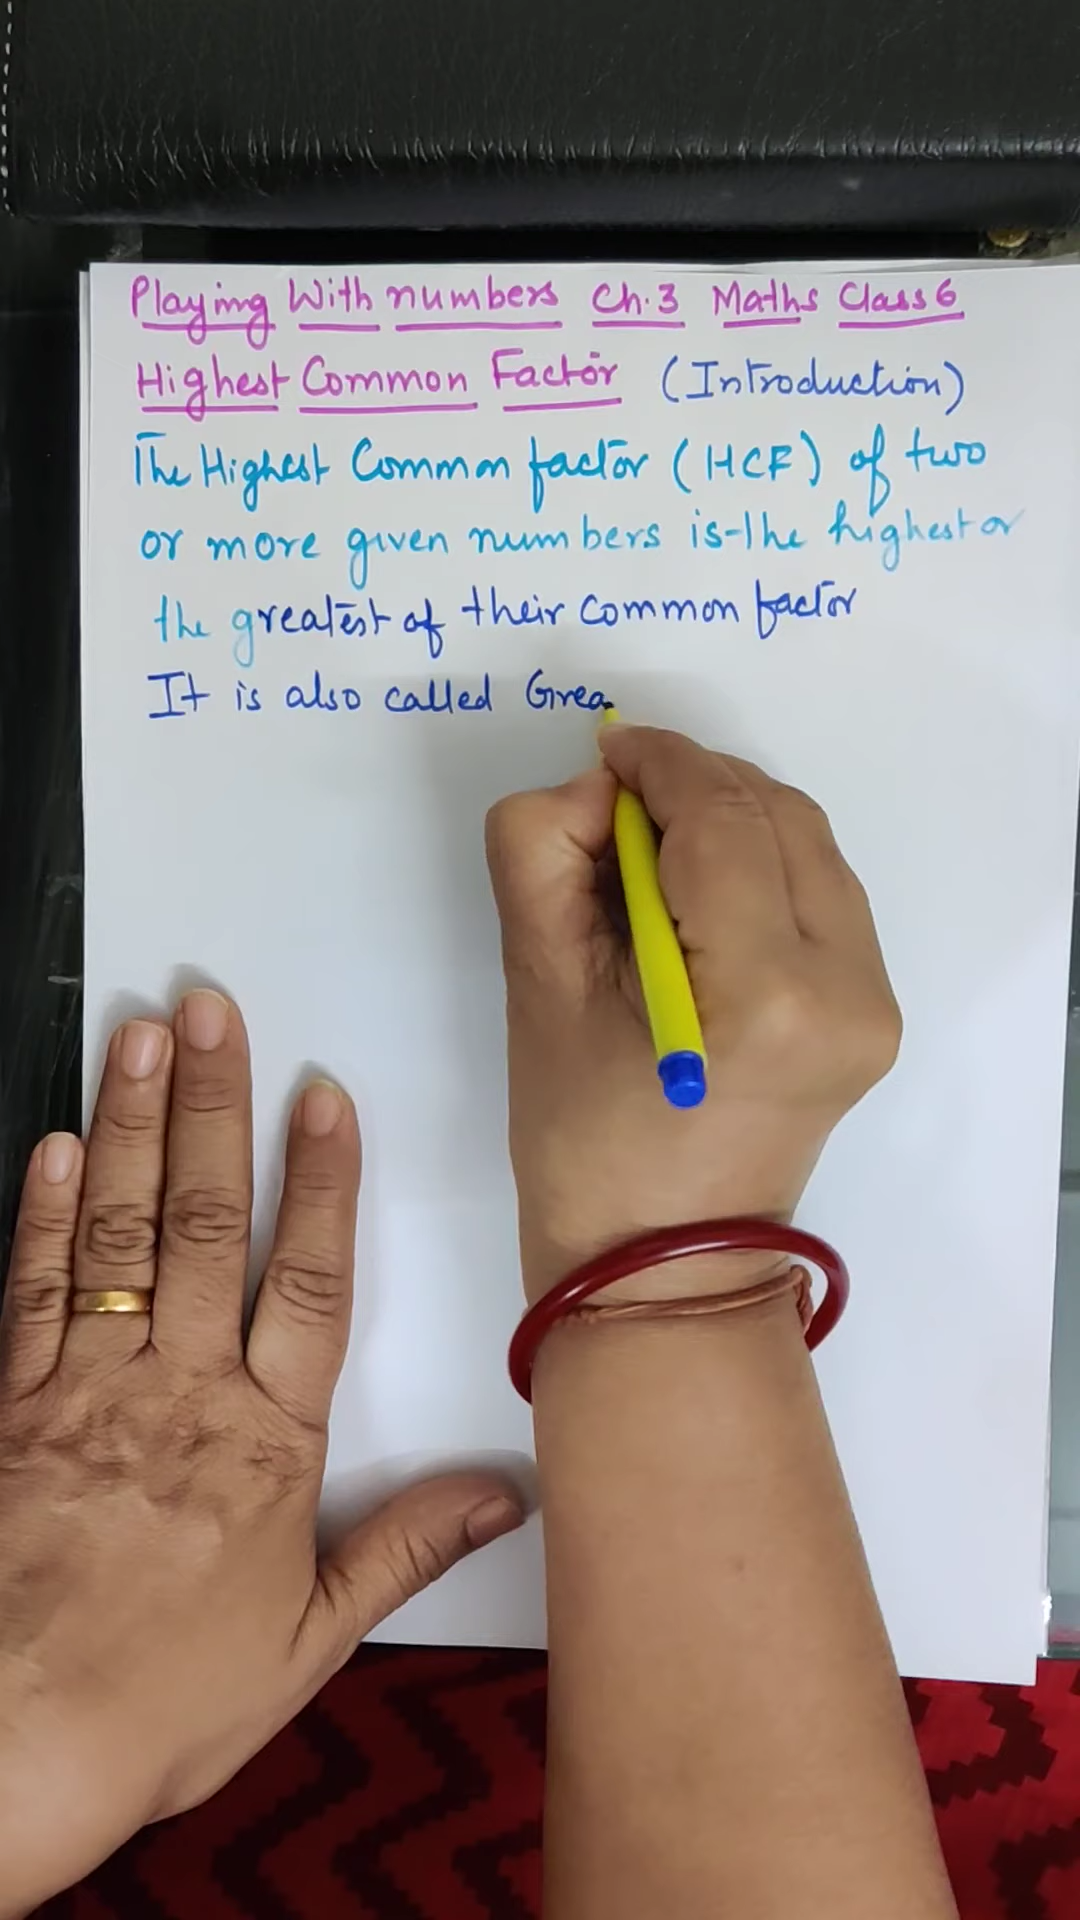 Playing With numbers Ch.3 Maths Class 6
Highest Common Factor (Introduction)
The Highest Common factor (HCF) of two
or more given numbers is the highest or
the greatest of their common factor
It is also called Grea